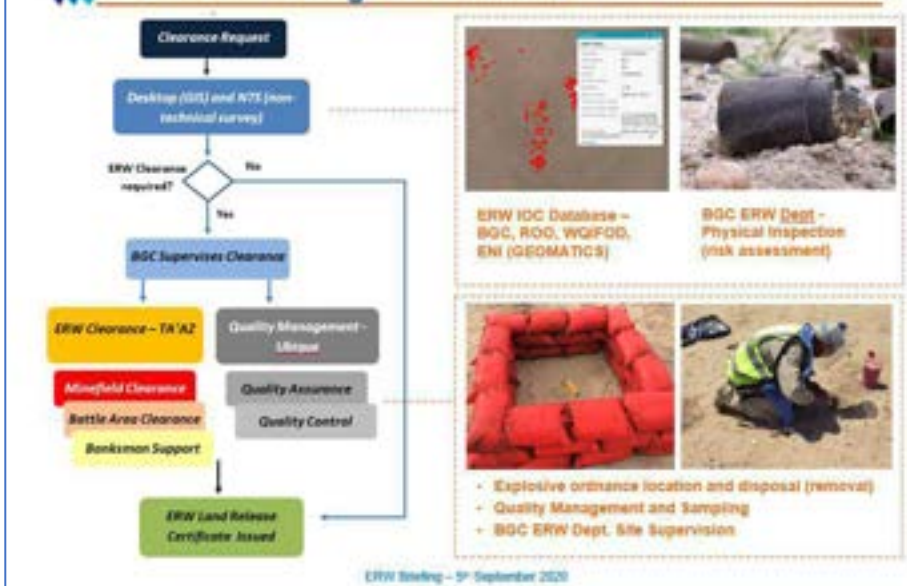 Clearance Request
Desktop (GIS) and NTS (non-
technical survey)
ERW Clearance
required?
No
Yes
BGC Supervises Clearance
ERW Clearance – TA'AZ
Quality Management -
Ubique
Minefield Clearance
Battle Area Clearance
Banksman Support
Quality Assurance
Quality Control
ERW Land Release
Certificate Issued
ERW IOC Database –
BGC, ROO, WQIFOD,
ENI (GEOMATICS)
BGC ERW Dept -
Physical Inspection
(risk assessment)
- Explosive ordnance location and disposal (removal)
- Quality Management and Sampling
- BGC ERW Dept. Site Supervision
ERW Briefing – 5th September 2020